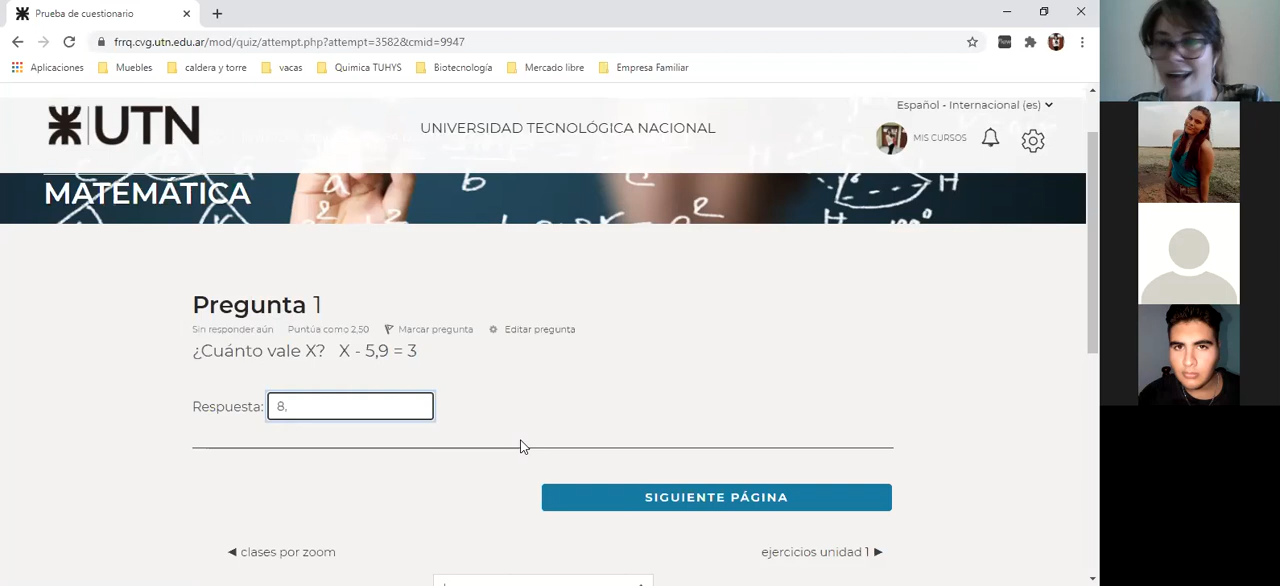 Prueba de cuestionario
frrq.cvg.utn.edu.ar/mod/quiz/attempt.php?attempt=3582&cmid=9947
Aplicaciones Muebles caldera y torre vacas Quimica TUHYS Biotecnología Mercado libre Empresa Familiar
UTN UNIVERSIDAD TECNOLÓGICA NACIONAL
Español - Internacional (es)
MIS CURSOS
MATEMÁTICA
Pregunta 1
Sin responder aún Puntúa como 2,50 Marcar pregunta Editar pregunta
¿Cuánto vale X? X - 5,9 = 3
Respuesta: 8,
SIGUIENTE PÁGINA
◄ clases por zoom ejercicios unidad 1 ►